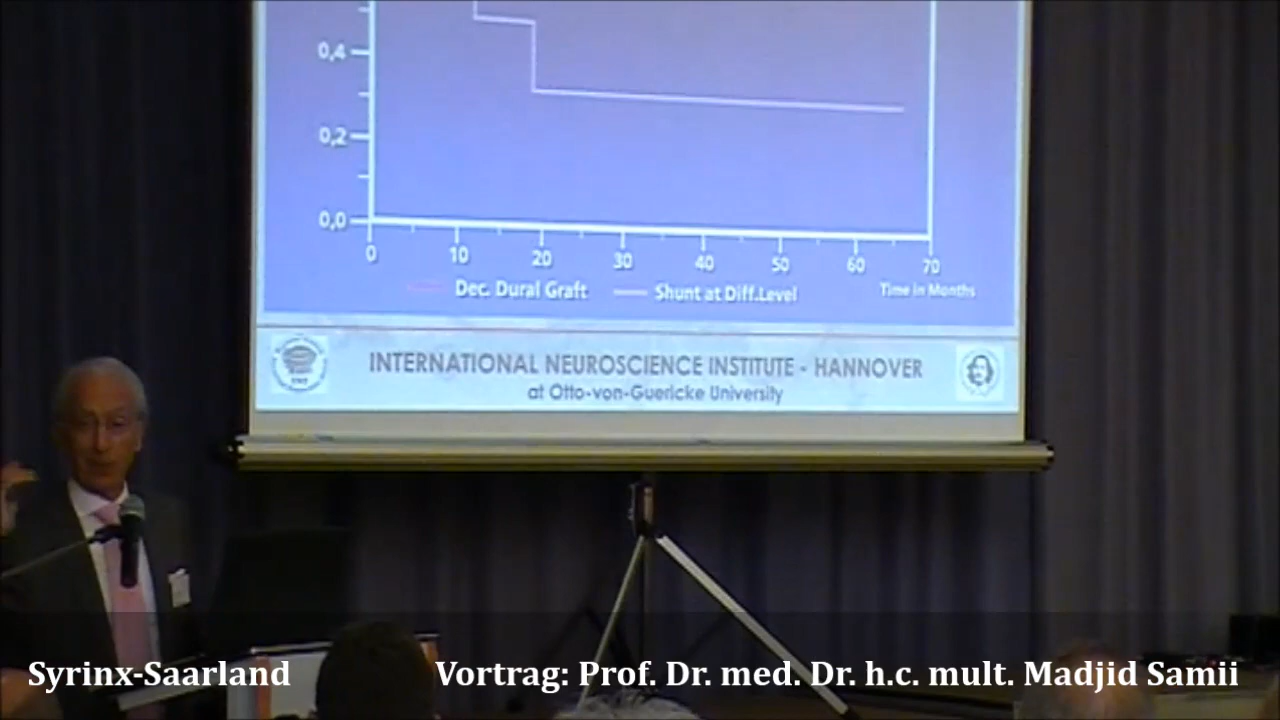 0,4
0,2
0,0
0 10 20 30 40 50 60 70
Dec. Dural Graft Shunt at Diff.Level Time in Months
INTERNATIONAL NEUROSCIENCE INSTITUTE - HANNOVER
at Otto-von-Guericke University
Syrinx-Saarland Vortrag: Prof. Dr. med. Dr. h.c. mult. Madjid Samii